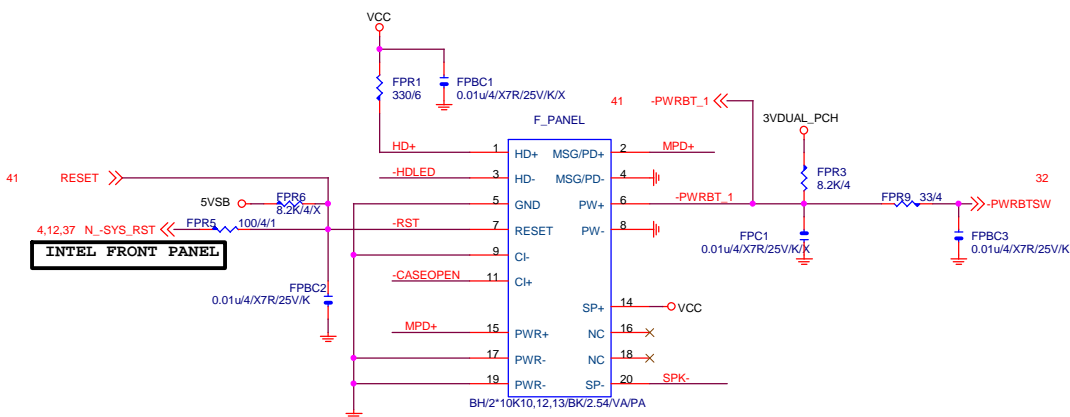 VCC
FPR1
330/6
FPBC1
0.01u/4/X7R/25V/K/X
41 -PWRBT_1
F_PANEL
3VDUAL_PCH
HD+ 1 HD+ MSG/PD+ 2 MPD+
-HDLED 3 HD- MSG/PD- 4
FPR3
8.2K/4
41 RESET
32
5VSB FPR6
8.2K/4/X
5 GND PW+ 6 -PWRBT_1
FPR9 33/4
-PWRBTSW
4,12,37 N_-SYS_RST FPR5 100/4/1
-RST 7 RESET PW- 8
INTEL FRONT PANEL
FPC1
0.01u/4/X7R/25V/K/X
FPBC3
0.01u/4/X7R/25V/K
9 CI-
-CASEOPEN 11 CI+
FPBC2
0.01u/4/X7R/25V/K
SP+ 14 VCC
MPD+ 15 PWR+ NC 16
17 PWR- NC 18
19 PWR- SP- 20 SPK-
BH/2*10K10,12,13/BK/2.54/VA/PA